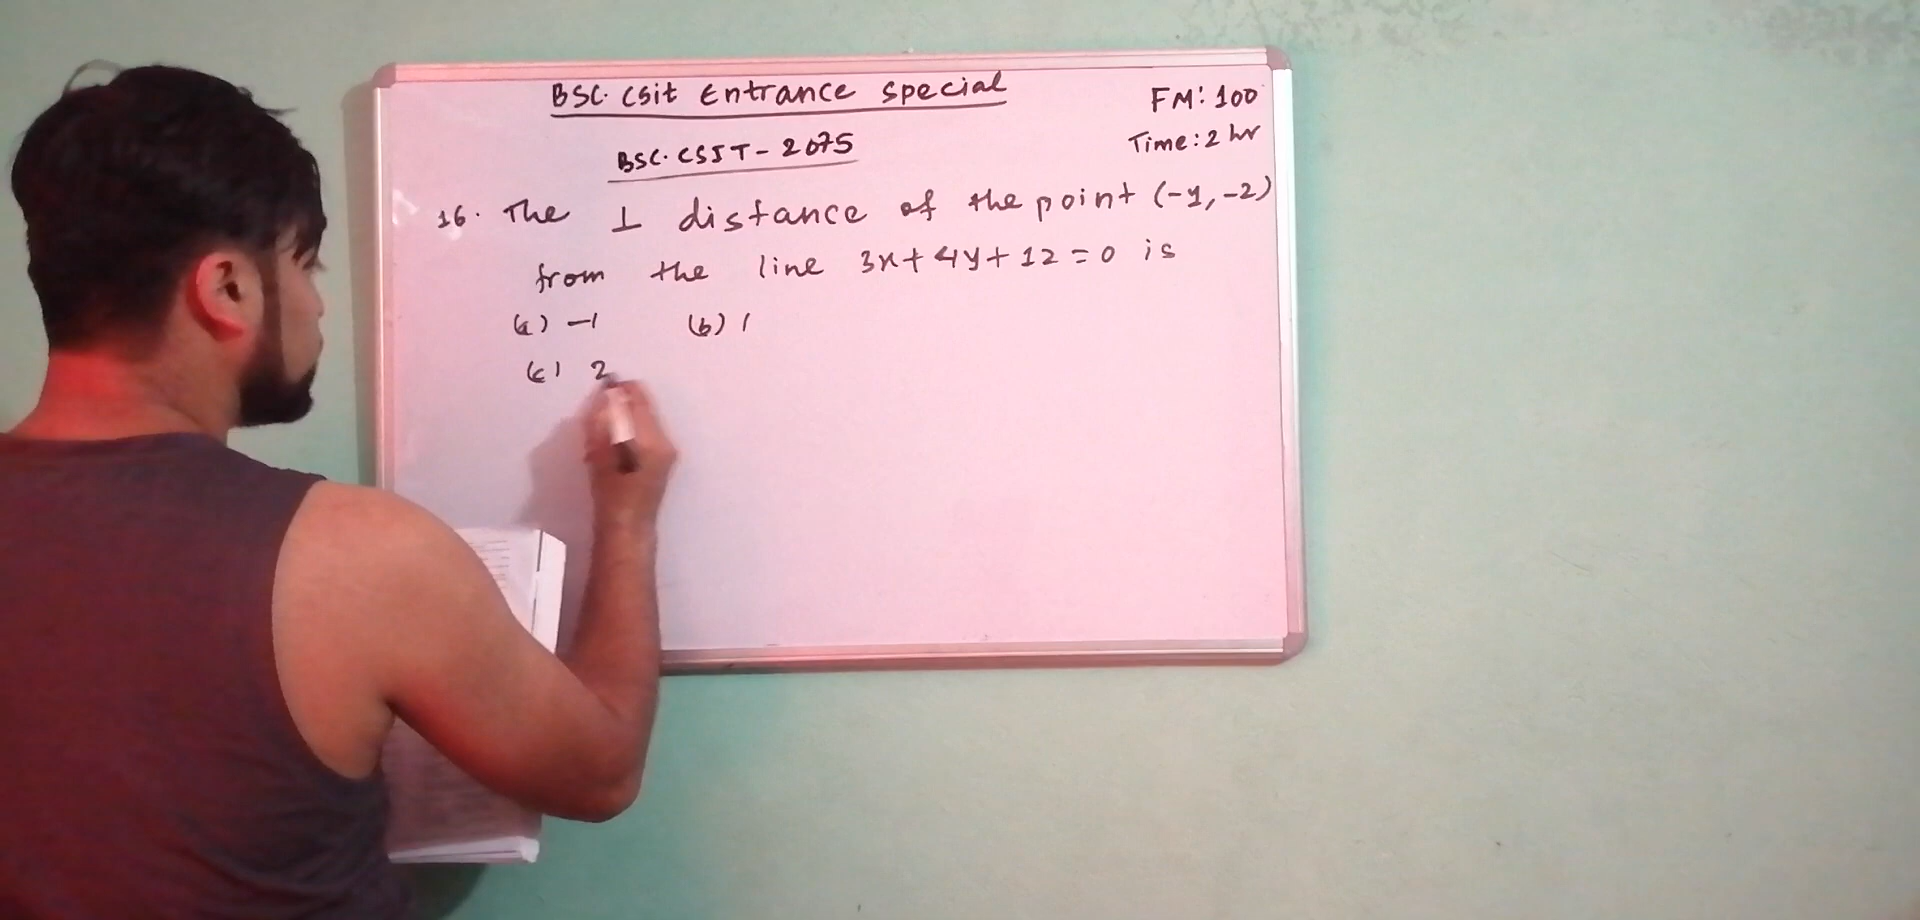 BSC. CSit Entrance special
FM: 100
BSC. CSIT - 2075
Time: 2 hr
16. The ⊥ distance of the point (-1, -2)
from the line 3x + 4y + 12 = 0 is
(a) -1 (b) 1
(c) 2